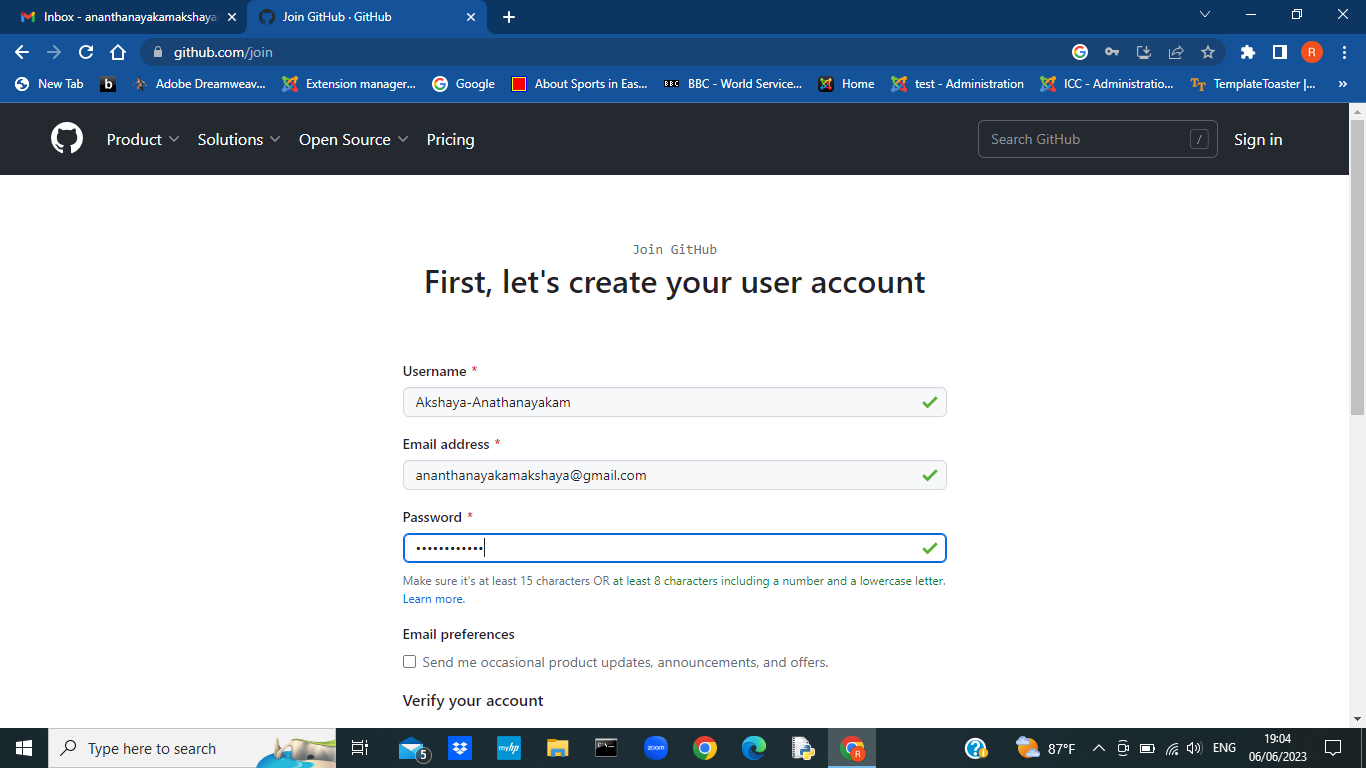 Inbox - ananthanayakamakshaya
Join GitHub · GitHub
github.com/join
R
New Tab
b
Adobe Dreamweav...
Extension manager...
Google
About Sports in Eas...
BBC
BBC - World Service...
Home
test - Administration
ICC - Administratio...
TT
TemplateToaster |...
»
Product
Solutions
Open Source
Pricing
Search GitHub
/
Sign in
Join GitHub
First, let's create your user account
Username *
Akshaya-Anathanayakam
Email address *
ananthanayakamakshaya@gmail.com
Password *
••••••••••••
Make sure it's at least 15 characters OR at least 8 characters including a number and a lowercase letter.
Learn more.
Email preferences
Send me occasional product updates, announcements, and offers.
Verify your account
Type here to search
5
myhp
zoom
R
87°F
ENG
19:04
06/06/2023